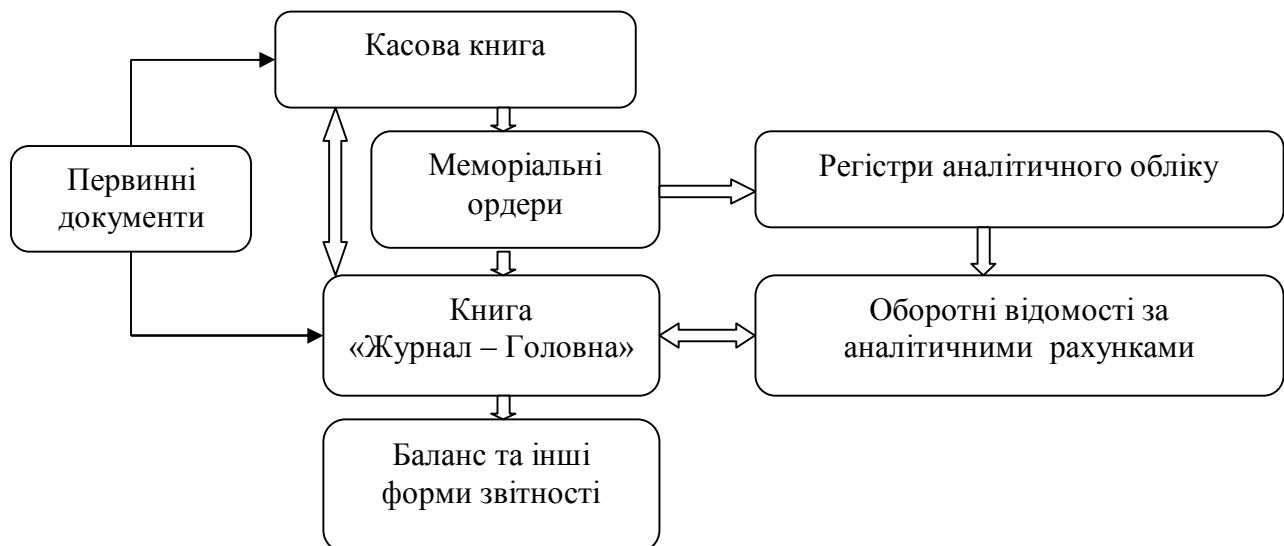 Касова книга
Первинні
документи
Меморіальні
ордери
Регістри аналітичного обліку
Книга
«Журнал – Головна»
Оборотні відомості за
аналітичними рахунками
Баланс та інші
форми звітності